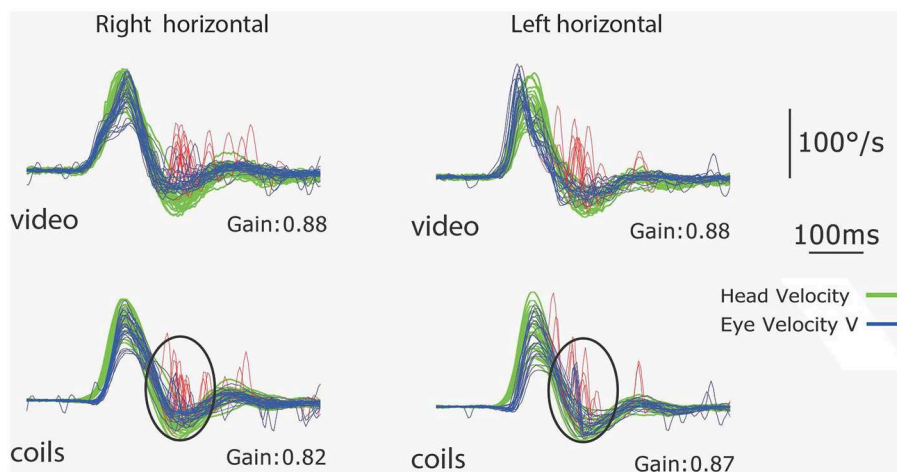 Right horizontal
Left horizontal
100°/s
video
Gain:0.88
video
Gain:0.88
100ms
Head Velocity
Eye Velocity V
coils
Gain:0.82
coils
Gain:0.87